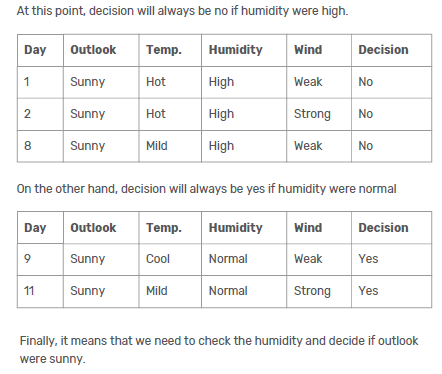 At this point, decision will always be no if humidity were high.
Day Outlook Temp. Humidity Wind Decision
1 Sunny Hot High Weak No
2 Sunny Hot High Strong No
8 Sunny Mild High Weak No
On the other hand, decision will always be yes if humidity were normal
Day Outlook Temp. Humidity Wind Decision
9 Sunny Cool Normal Weak Yes
11 Sunny Mild Normal Strong Yes
Finally, it means that we need to check the humidity and decide if outlook
were sunny.